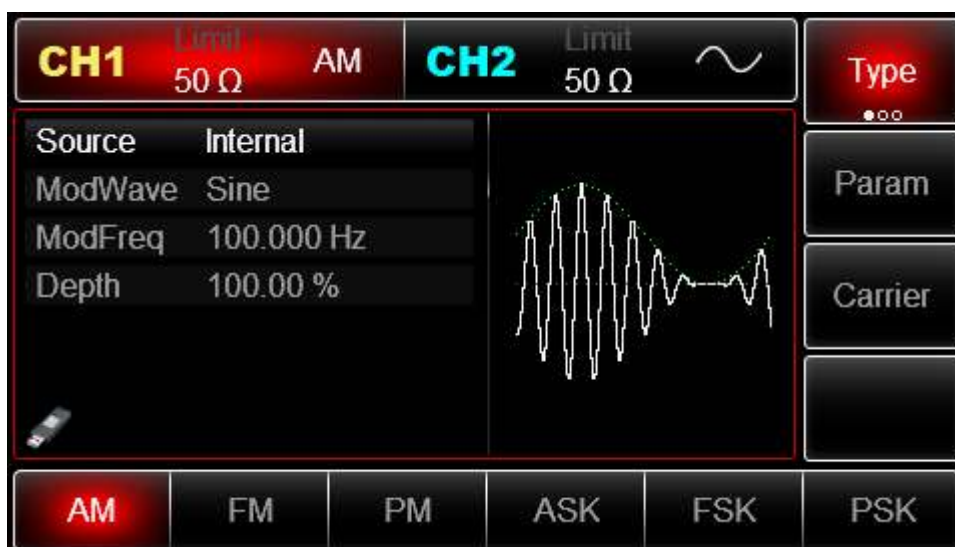 CH1 Limit 50 Ω AM CH2 Limit 50 Ω Type
Source Internal
ModWave Sine
ModFreq 100.000 Hz
Depth 100.00 %
Param
Carrier
AM FM PM ASK FSK PSK